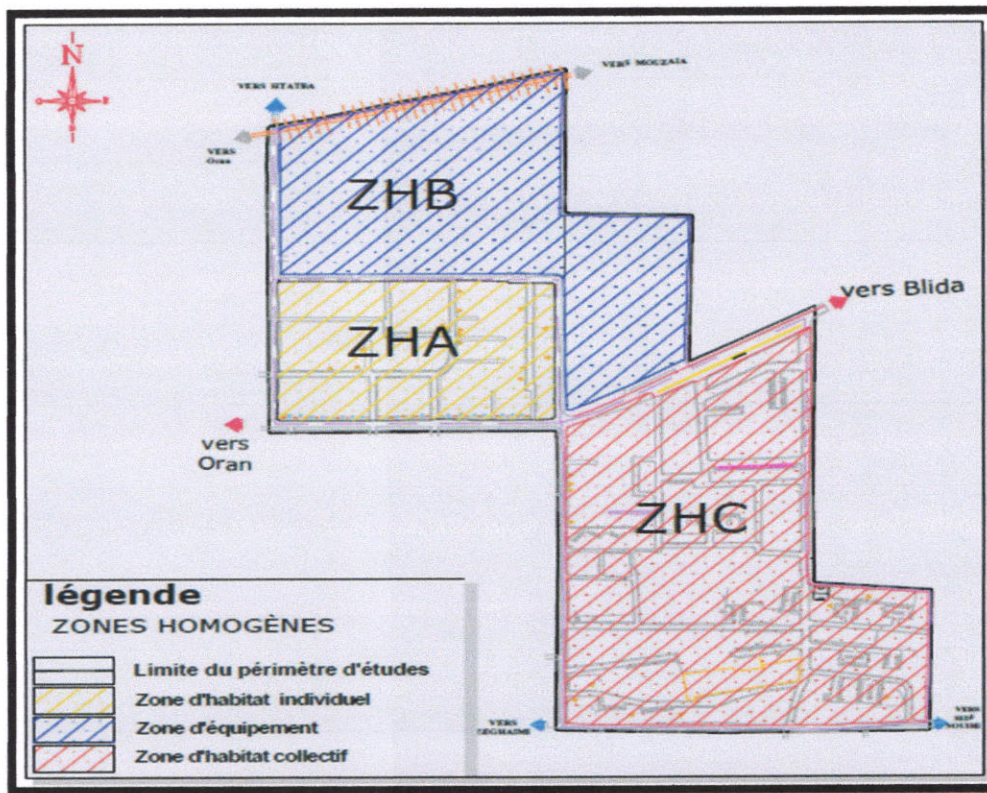 N
VERS MOUZAIA
VERS
Oran
ZHB
vers Blida
ZHA
vers
Oran
ZHC
légende
ZONES HOMOGÈNES
Limite du périmètre d'études
Zone d'habitat individuel
Zone d'équipement
Zone d'habitat collectif
VERS
VERS